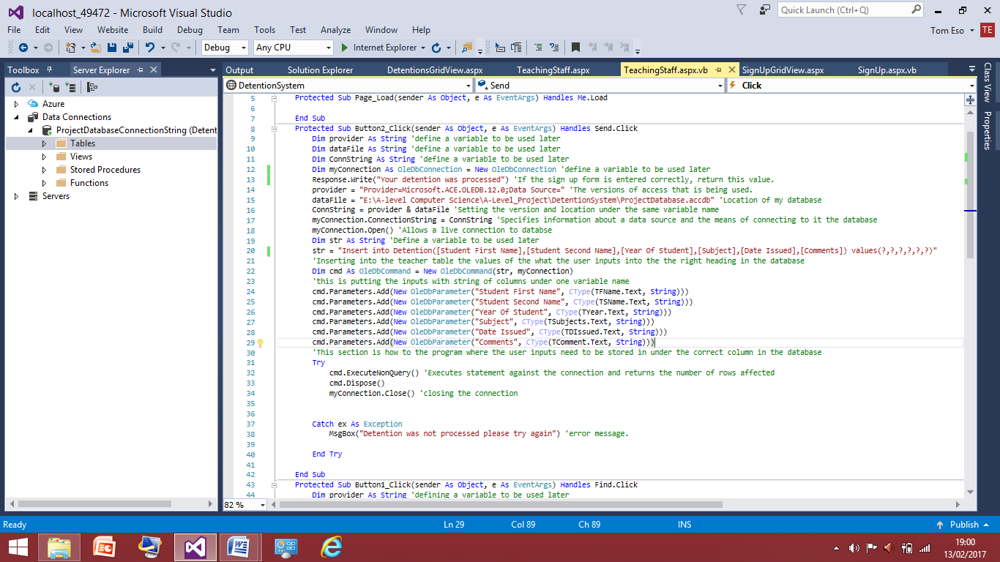 localhost_49472 - Microsoft Visual Studio
Quick Launch (Ctrl+Q)
File Edit View Website Build Debug Team Tools Test Analyze Window Help
Tom Eso TE
Debug Any CPU Internet Explorer
Toolbox Server Explorer
Output Solution Explorer DetentionsGridView.aspx TeachingStaff.aspx TeachingStaff.aspx.vb SignUpGridView.aspx SignUp.aspx.vb
DetentionSystem Send Click
Class View
Properties
Azure
Data Connections
ProjectDatabaseConnectionString (Detent
Tables
Views
Stored Procedures
Functions
Servers
5 Protected Sub Page_Load(sender As Object, e As EventArgs) Handles Me.Load
6
7 End Sub
8 Protected Sub Button2_Click(sender As Object, e As EventArgs) Handles Send.Click
9 Dim provider As String 'define a variable to be used later
10 Dim dataFile As String 'define a variable to be used later
11 Dim ConnString As String 'define a variable to be used later
12 Dim myConnection As OleDbConnection = New OleDbConnection 'define a variable to be used later
13 Response.Write("Your detention was processed") 'If the sign up form is entered correctly, return this value.
14 provider = "Provider=Microsoft.ACE.OLEDB.12.0;Data Source=" 'The versions of access that is being used.
15 dataFile = "E:\A-level Computer Science\A-Level_Project\DetentionSystem\ProjectDatabase.accdb" 'Location of my database
16 ConnString = provider & dataFile 'Setting the version and location under the same variable name
17 myConnection.ConnectionString = ConnString 'Specifies information about a data source and the means of connecting to it the database
18 myConnection.Open() 'Allows a live connection to databse
19 Dim str As String 'Define a variable to be used later
20 str = "Insert into Detention([Student First Name],[Student Second Name],[Year Of Student],[Subject],[Date Issued],[Comments]) values(?,?,?,?,?,?)"
21 'Inserting into the teacher table the values of the what the user inputs into the the right heading in the database
22 Dim cmd As OleDbCommand = New OleDbCommand(str, myConnection)
23 'this is putting the inputs with string of columns under one variable name
24 cmd.Parameters.Add(New OleDbParameter("Student First Name", CType(TFName.Text, String)))
25 cmd.Parameters.Add(New OleDbParameter("Student Second Name", CType(TSName.Text, String)))
26 cmd.Parameters.Add(New OleDbParameter("Year Of Student", CType(TYear.Text, String)))
27 cmd.Parameters.Add(New OleDbParameter("Subject", CType(TSubjects.Text, String)))
28 cmd.Parameters.Add(New OleDbParameter("Date Issued", CType(TDIssued.Text, String)))
29 cmd.Parameters.Add(New OleDbParameter("Comments", CType(TComment.Text, String)))
30 'This section is how to the program where the user inputs need to be stored in under the correct column in the database
31 Try
32 cmd.ExecuteNonQuery() 'Executes statement against the connection and returns the number of rows affected
33 cmd.Dispose()
34 myConnection.Close() 'closing the connection
35
36
37 Catch ex As Exception
38 MsgBox("Detention was not processed please try again") 'error message.
39
40 End Try
41
42 End Sub
43 Protected Sub Button1_Click(sender As Object, e As EventArgs) Handles Find.Click
44 Dim provider As String 'defining a variable to be used later
82 %
Ready Ln 29 Col 89 Ch 89 INS Publish
19:00
13/02/2017